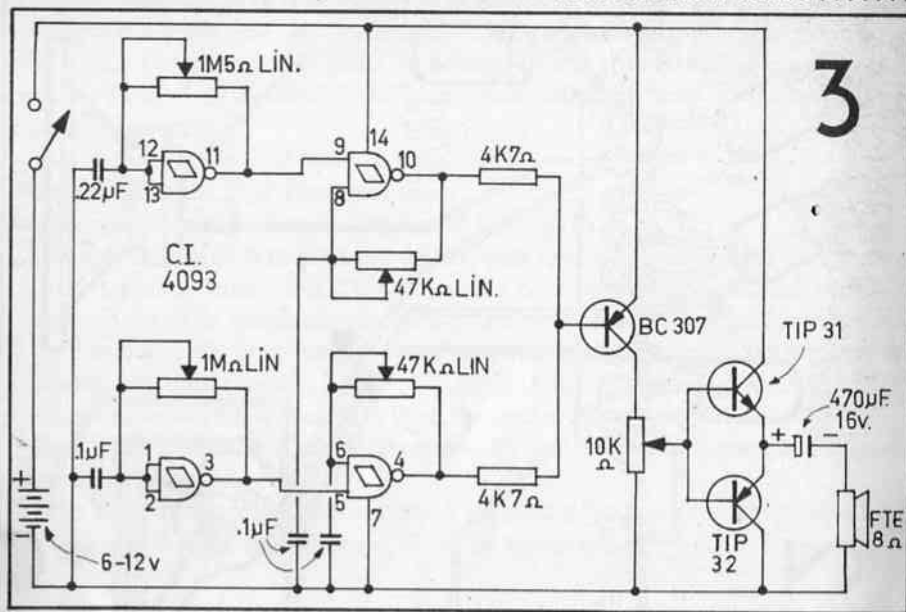 3
1M5Ω LIN.
12
13
11
.22µF
14
9
8
10
4K7Ω
C.I.
4093
47KΩ LIN.
BC 307
TIP 31
1MΩ LIN
47KΩ LIN
470µF.
16v.
+ −
.1µF
1
2
3
6
5
4
7
4K7Ω
10K
Ω
TIP
32
FTE
8Ω
+
−
6-12v
.1µF